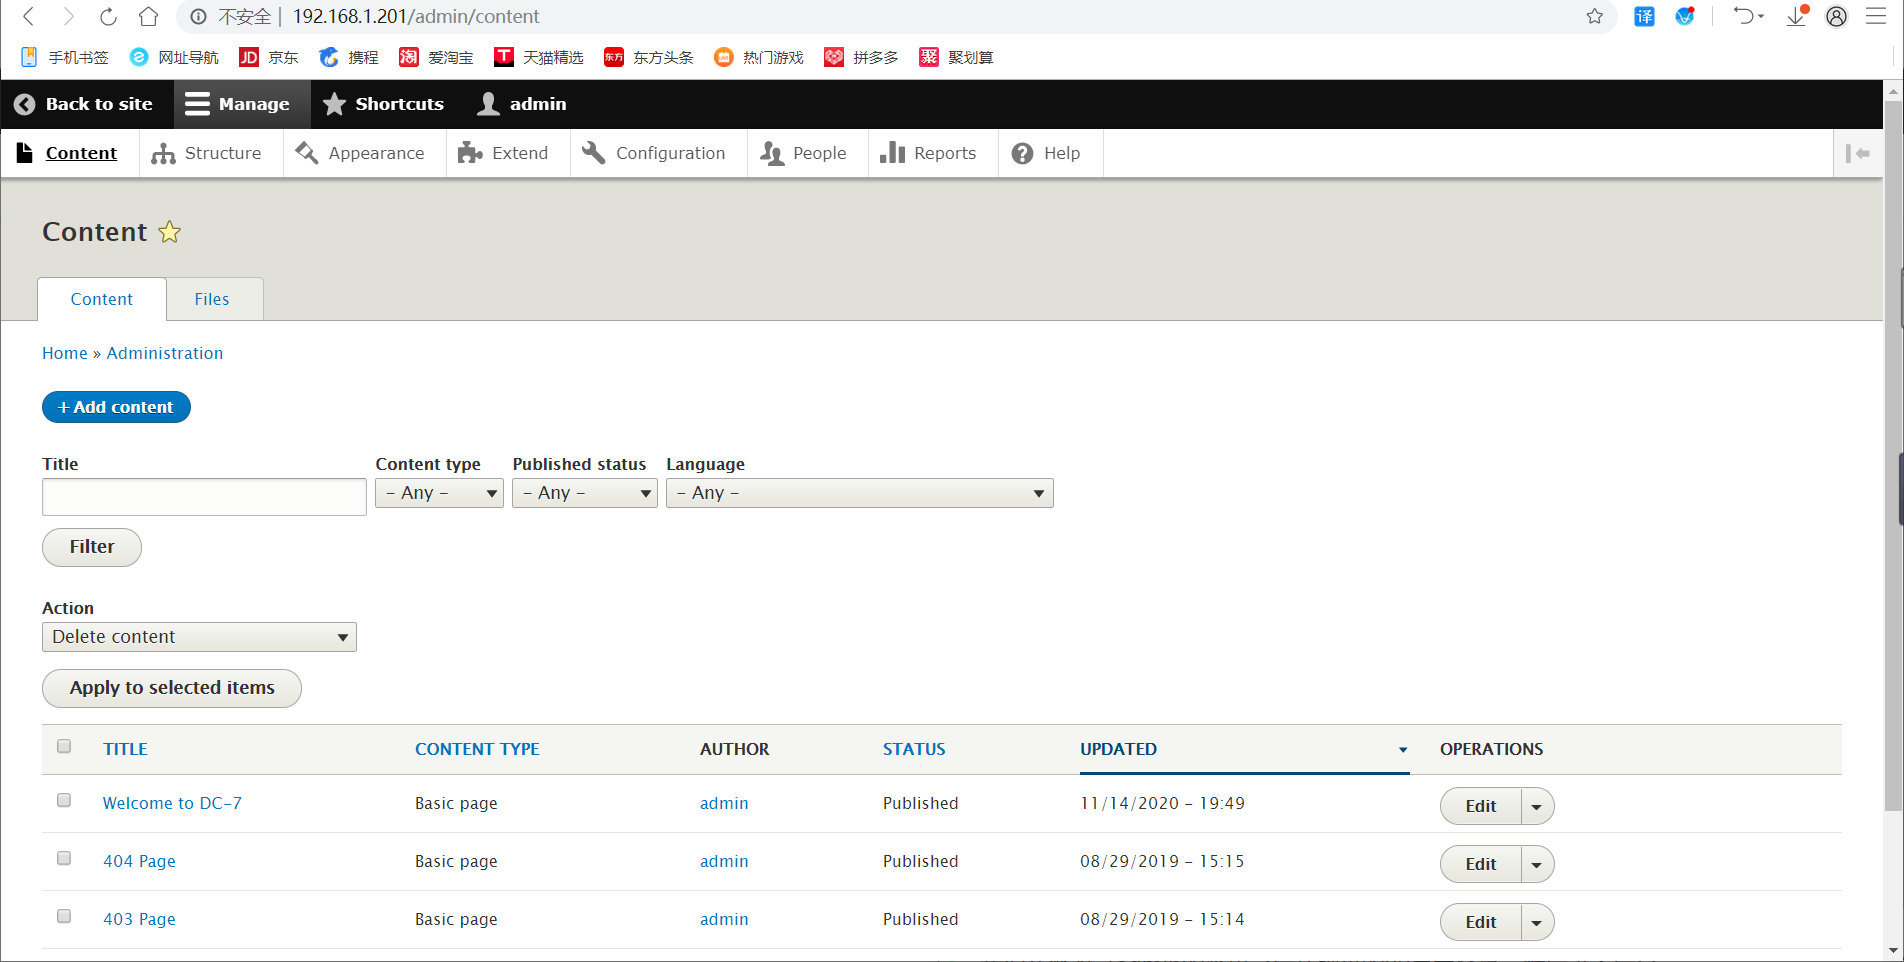 不安全 192.168.1.201/admin/content 译
手机书签 网址导航 JD 京东 携程 淘 爱淘宝 T 天猫精选 东方 东方头条 热门游戏 拼多多 聚 聚划算
Back to site Manage Shortcuts admin
Content Structure Appearance Extend Configuration People Reports Help
Content
Content Files
Home » Administration
+ Add content
Title Content type Published status Language
- Any - - Any - - Any -
Filter
Action
Delete content
Apply to selected items
TITLE CONTENT TYPE AUTHOR STATUS UPDATED OPERATIONS
Welcome to DC-7 Basic page admin Published 11/14/2020 - 19:49 Edit
404 Page Basic page admin Published 08/29/2019 - 15:15 Edit
403 Page Basic page admin Published 08/29/2019 - 15:14 Edit